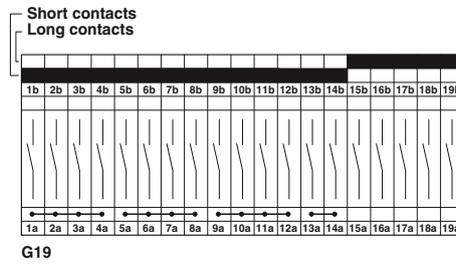 Short contacts
Long contacts
1b 2b 3b 4b 5b 6b 7b 8b 9b 10b 11b 12b 13b 14b 15b 16b 17b 18b 19b
1a 2a 3a 4a 5a 6a 7a 8a 9a 10a 11a 12a 13a 14a 15a 16a 17a 18a 19a
G19